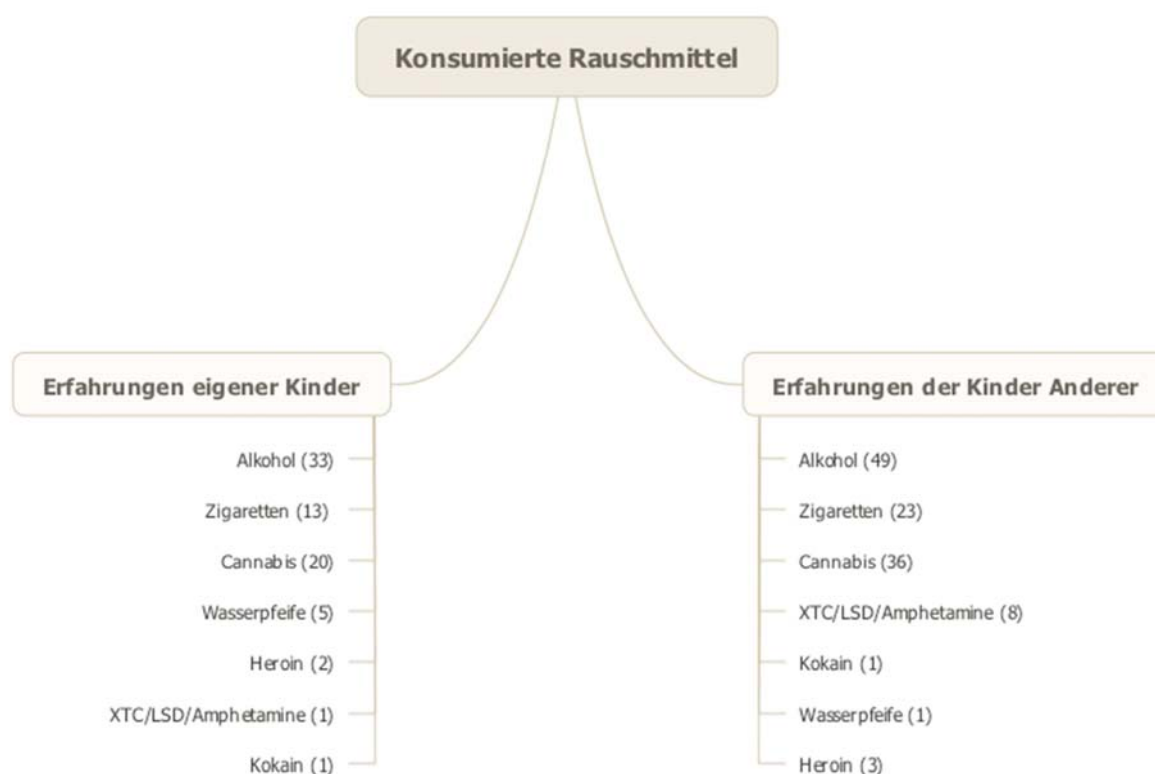 Konsumierte Rauschmittel
Erfahrungen eigener Kinder
Alkohol (33)
Zigaretten (13)
Cannabis (20)
Wasserpfeife (5)
Heroin (2)
XTC/LSD/Amphetamine (1)
Kokain (1)
Erfahrungen der Kinder Anderer
Alkohol (49)
Zigaretten (23)
Cannabis (36)
XTC/LSD/Amphetamine (8)
Kokain (1)
Wasserpfeife (1)
Heroin (3)